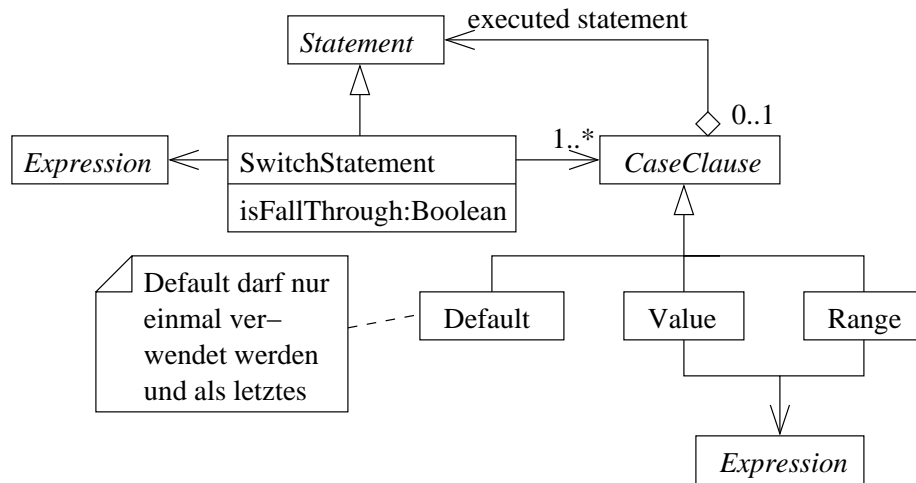 executed statement
Statement
0..1
1..*
Expression
SwitchStatement
CaseClause
isFallThrough:Boolean
Default darf nur
einmal ver–
wendet werden
und als letztes
Default
Value
Range
Expression